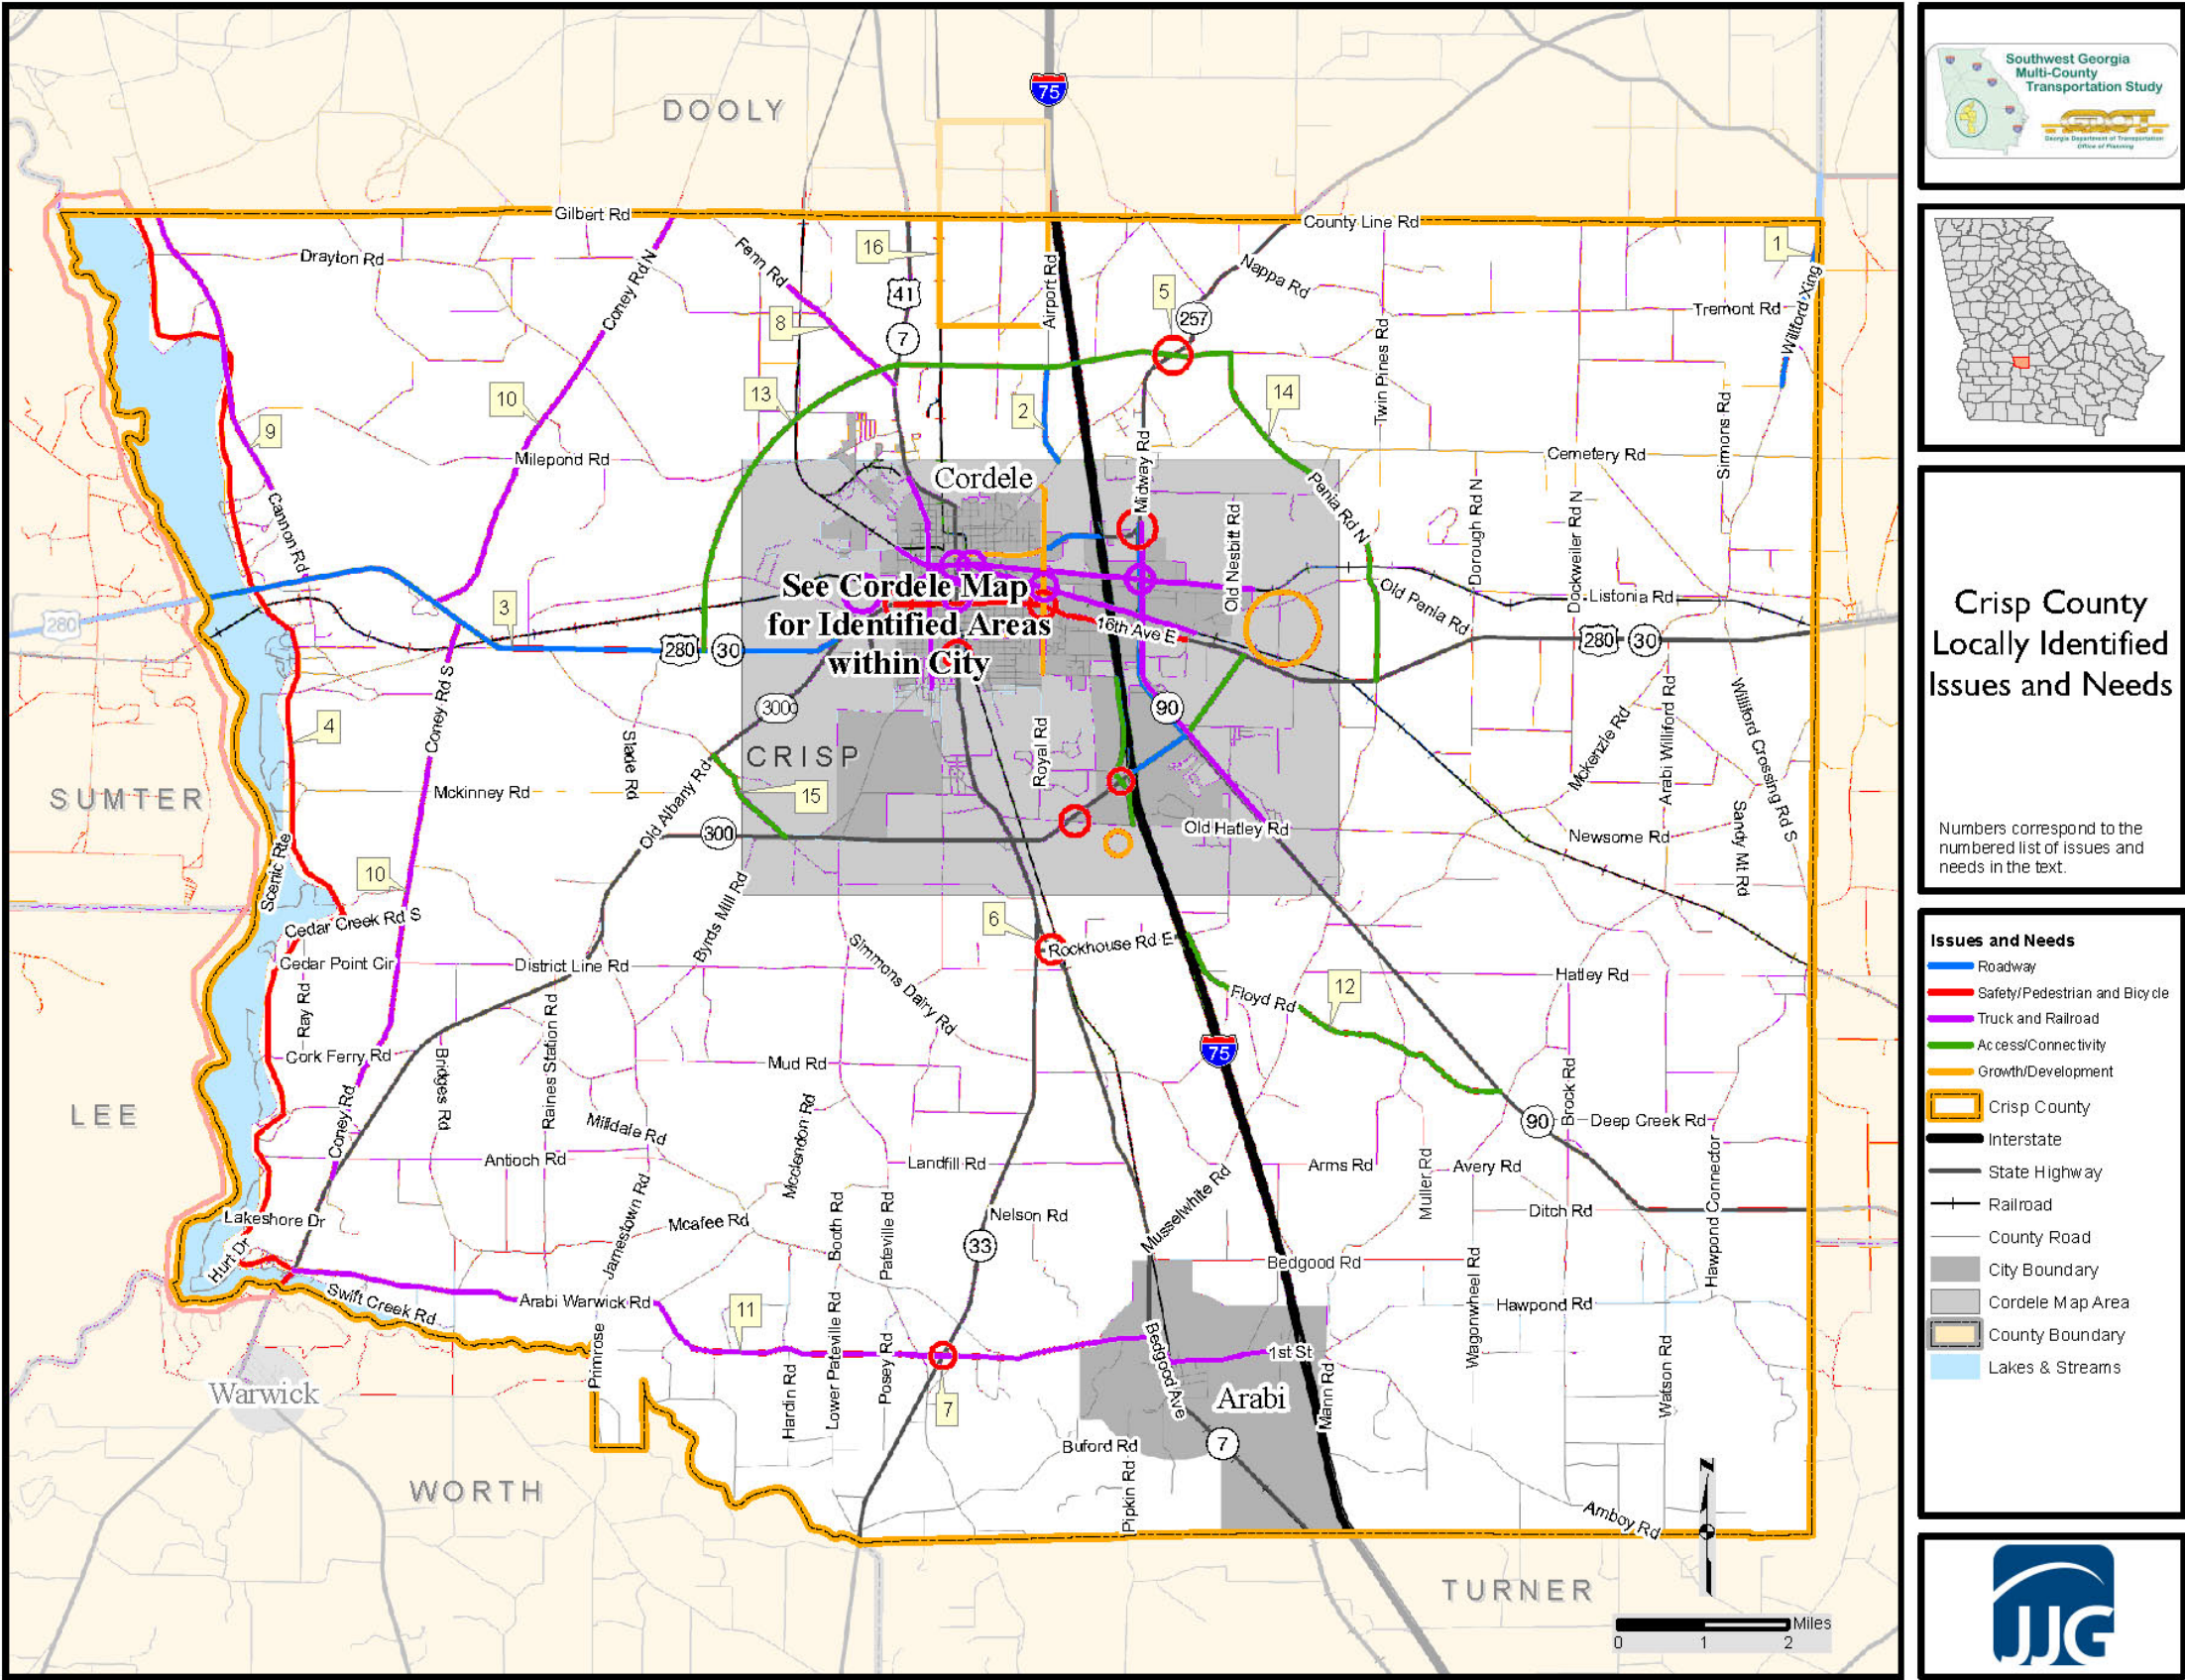 DOOLY
75
Gilbert Rd
County Line Rd
Drayton Rd
Coney Rd N
Fenn Rd
16
41
7
8
Airport Rd
5
257
Nappa Rd
1
Williford Xing
Tremont Rd
Twin Pines Rd
Simmons Rd
13
10
2
14
9
Milepond Rd
Cordele
Midway Rd
Cemetery Rd
Penia Rd N
Cannon Rd
Old Nesbitt Rd
Dorough Rd N
Dockweiler Rd N
See Cordele Map
for Identified Areas
within City
280
3
16th Ave E
Old Penia Rd
Listonia Rd
280
30
280
30
Coney Rd S
4
300c
90
Slade Rd
Royal Rd
CRISP
Mckenzie Rd
Arabi Williford Rd
Williford Crossing Rd S
SUMTER
Mckinney Rd
Old Albany Rd
15
300
Old Hatley Rd
Newsome Rd
Sandy Mt Rd
Scenic Rte
10
Cedar Creek Rd S
Byrds Mill Rd
6
Rockhouse Rd E
Simmons Dairy Rd
Cedar Point Cir
District Line Rd
Hatley Rd
Ray Rd
Raines Station Rd
Floyd Rd
12
75
Cork Ferry Rd
Bridges Rd
Mud Rd
Brock Rd
LEE
Coney Rd
Milldale Rd
Mcclendon Rd
90
Deep Creek Rd
Antioch Rd
Landfill Rd
Arms Rd
Muller Rd
Avery Rd
Hawpond Connector
Jamestown Rd
Booth Rd
Pateville Rd
Musselwhite Rd
Lakeshore Dr
Mcafee Rd
Nelson Rd
Ditch Rd
33
Hurt Dr
Bedgood Rd
Wagonwheel Rd
Swift Creek Rd
Arabi Warwick Rd
11
Lower Pateville Rd
Hawpond Rd
Primrose
Hardin Rd
Posey Rd
Bedgood Ave
1st St
Mann Rd
Watson Rd
Warwick
7
Arabi
Buford Rd
7
Pipkin Rd
WORTH
Amboy Rd
TURNER
Miles
0 1 2
Southwest Georgia
Multi-County
Transportation Study
GDOT
Georgia Department of Transportation
Office of Planning
Crisp County
Locally Identified
Issues and Needs
Numbers correspond to the
numbered list of issues and
needs in the text.
Issues and Needs
Roadway
Safety/Pedestrian and Bicycle
Truck and Railroad
Access/Connectivity
Growth/Development
Crisp County
Interstate
State Highway
Railroad
County Road
City Boundary
Cordele Map Area
County Boundary
Lakes & Streams
JJG